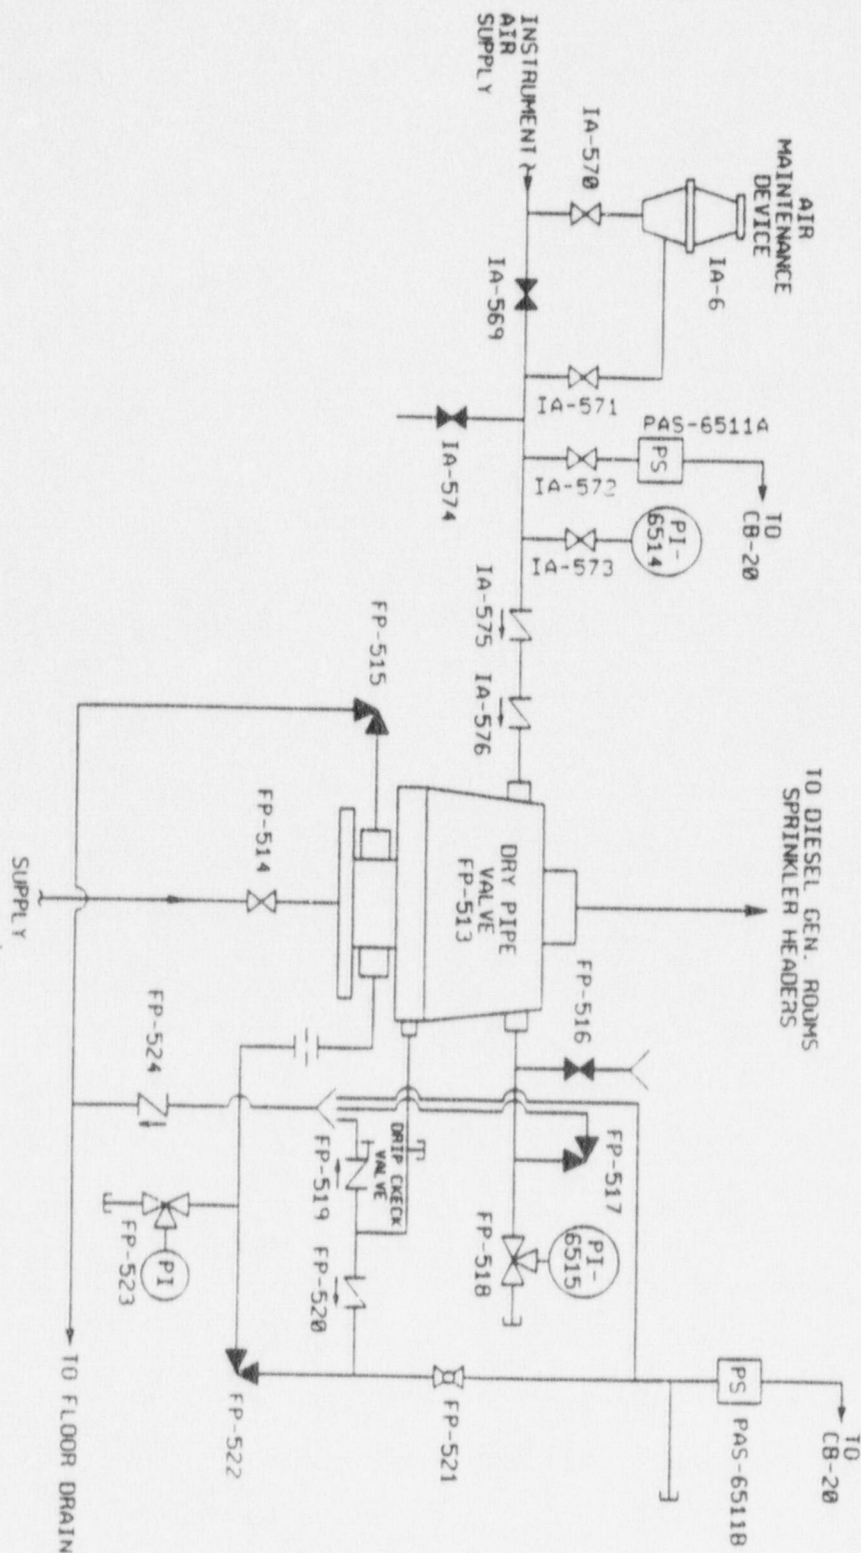 INSTRUMENT
AIR
SUPPLY
IA-570
AIR
MAINTENANCE
DEVICE
IA-6
IA-569
IA-571
IA-574
PAS-6511A
PS
IA-572
TO
CB-20
PI-
6514
IA-573
IA-575
IA-576
FP-515
FP-514
SUPPLY
DRY PIPE
VALVE
FP-513
TO DIESEL GEN. ROOMS
SPRINKLER HEADERS
FP-516
FP-517
FP-524
DRIP CKECK
VALVE
FP-519
FP-520
FP-518
PI-
6515
FP-523
PI
FP-522
FP-521
PS
PAS-6511B
TO
CB-20
TO FLOOR DRAIN